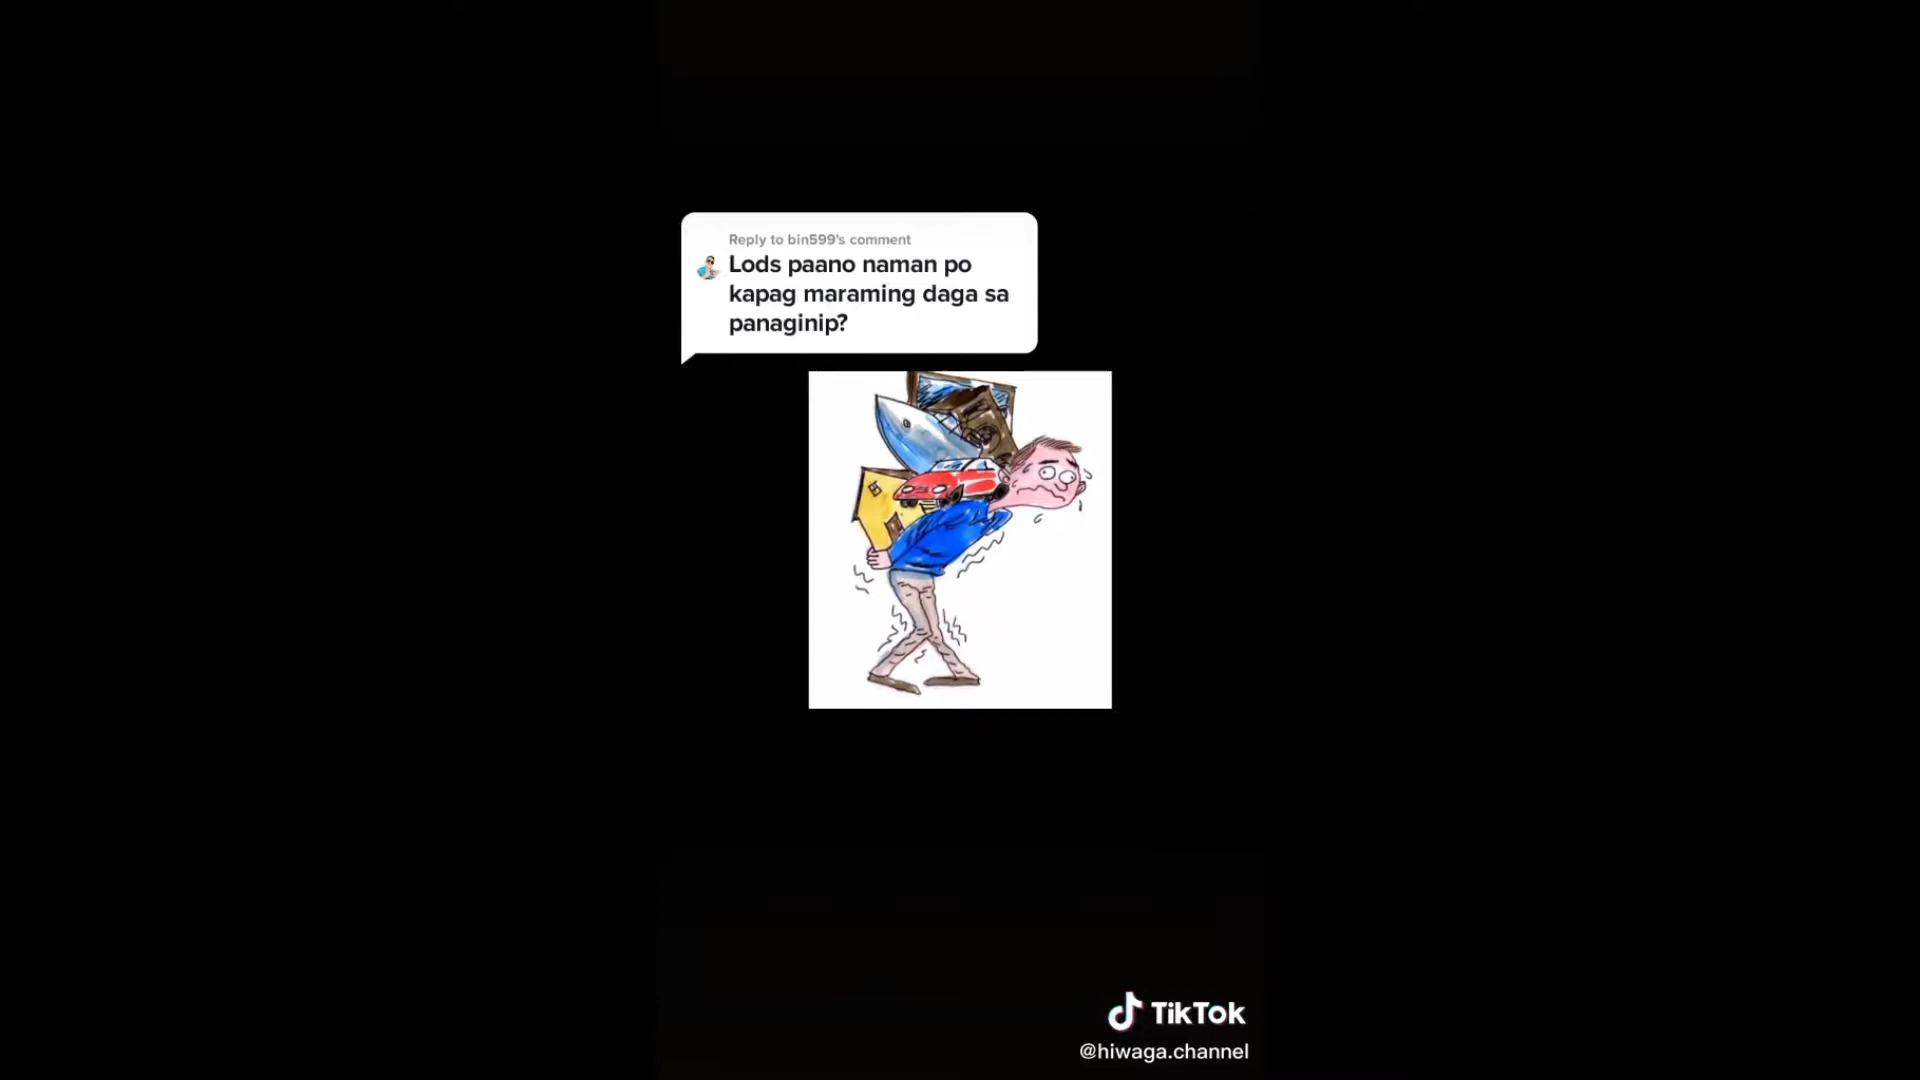 Reply to bin599's comment
Lods paano naman po
kapag maraming daga sa
panaginip?
TikTok
@hiwaga.channel